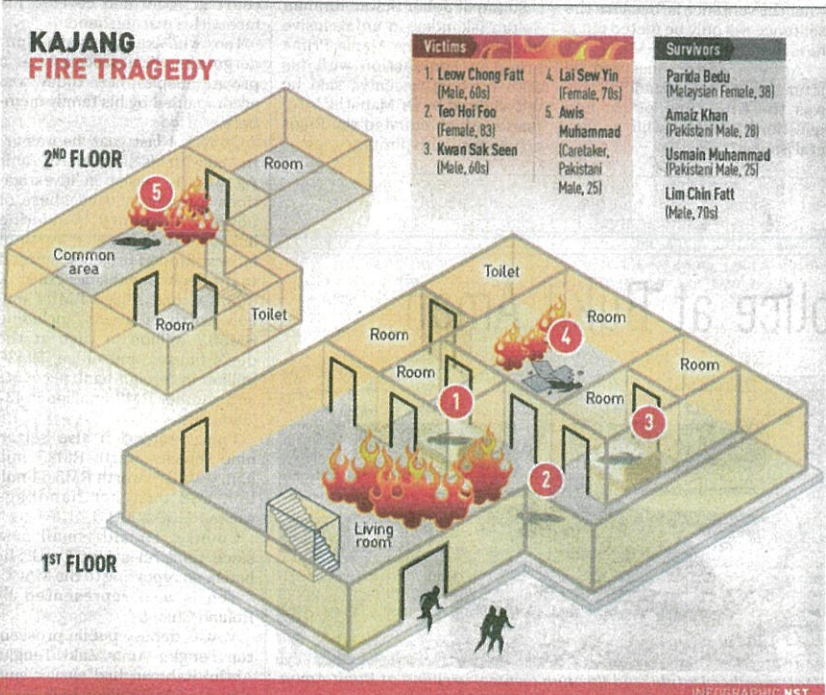 KAJANG
FIRE TRAGEDY
Victims
1. Leow Chong Fatt
(Male, 60s)
2. Teo Hoi Foo
(Female, 83)
3. Kwan Sak Seen
(Male, 60s)
4. Lai Sew Yin
(Female, 70s)
5. Awis
Muhammad
(Caretaker,
Pakistani
Male, 25)
Survivors
Parida Bedu
(Malaysian Female, 38)
Amaiz Khan
(Pakistani Male, 28)
Usmain Muhammad
(Pakistani Male, 25)
Lim Chin Fatt
(Male, 70s)
2ND FLOOR
Room
5
Common
area
Room
Toilet
Toilet
Room
Room
4
Room
Room
Room
1
3
2
Living
room
1ST FLOOR
INFOGRAPHIC NST